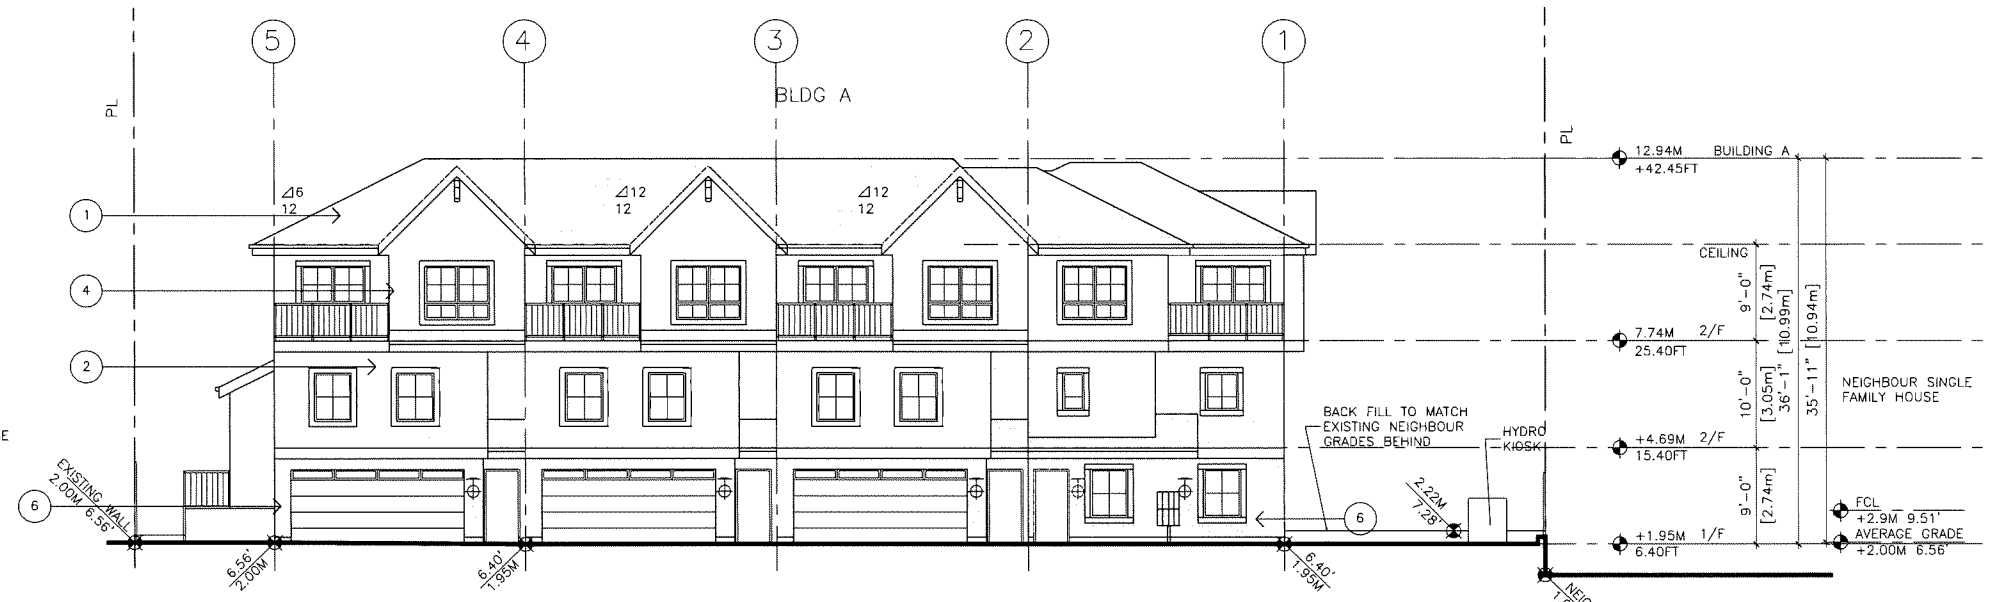 5
4
3
2
1
BLDG A
PL
PL
12.94M BUILDING A
+42.45FT
6
12
12
12
12
12
1
4
2
6
6
CEILING
9'-0"
[2.74m]
7.74M 2/F
25.40FT
10'-0"
[3.05m]
36'-1" [10.99m]
35'-11" [10.94m]
NEIGHBOUR SINGLE
FAMILY HOUSE
+4.69M 2/F
15.40FT
9'-0"
[2.74m]
FCL
+2.9M 9.51'
AVERAGE GRADE
+2.00M 6.56'
+1.95M 1/F
6.40FT
BACK FILL TO MATCH
EXISTING NEIGHBOUR
GRADES BEHIND
HYDRO
KIOSK
2.22M
7.28'
EXISTING WALL
2.00M 6.56'
6.56'
2.00M
6.40'
1.95M
6.40'
1.95M